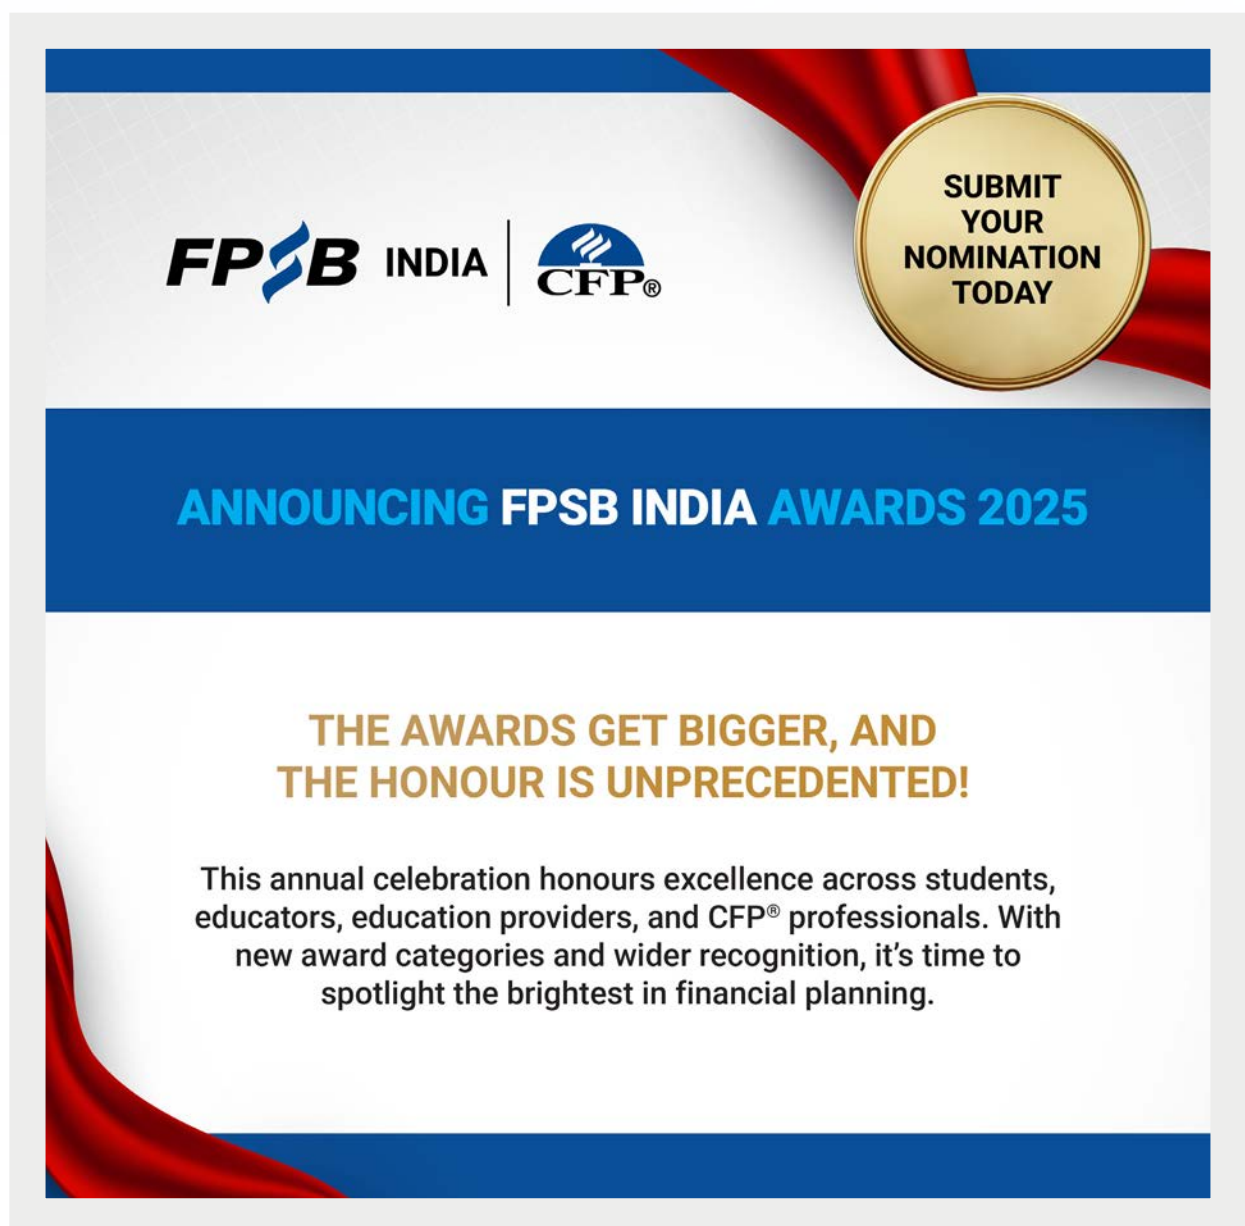 FPSB INDIA
CFP®
SUBMIT
YOUR
NOMINATION
TODAY
ANNOUNCING FPSB INDIA AWARDS 2025
THE AWARDS GET BIGGER, AND
THE HONOUR IS UNPRECEDENTED!
This annual celebration honours excellence across students,
educators, education providers, and CFP® professionals. With
new award categories and wider recognition, it’s time to
spotlight the brightest in financial planning.